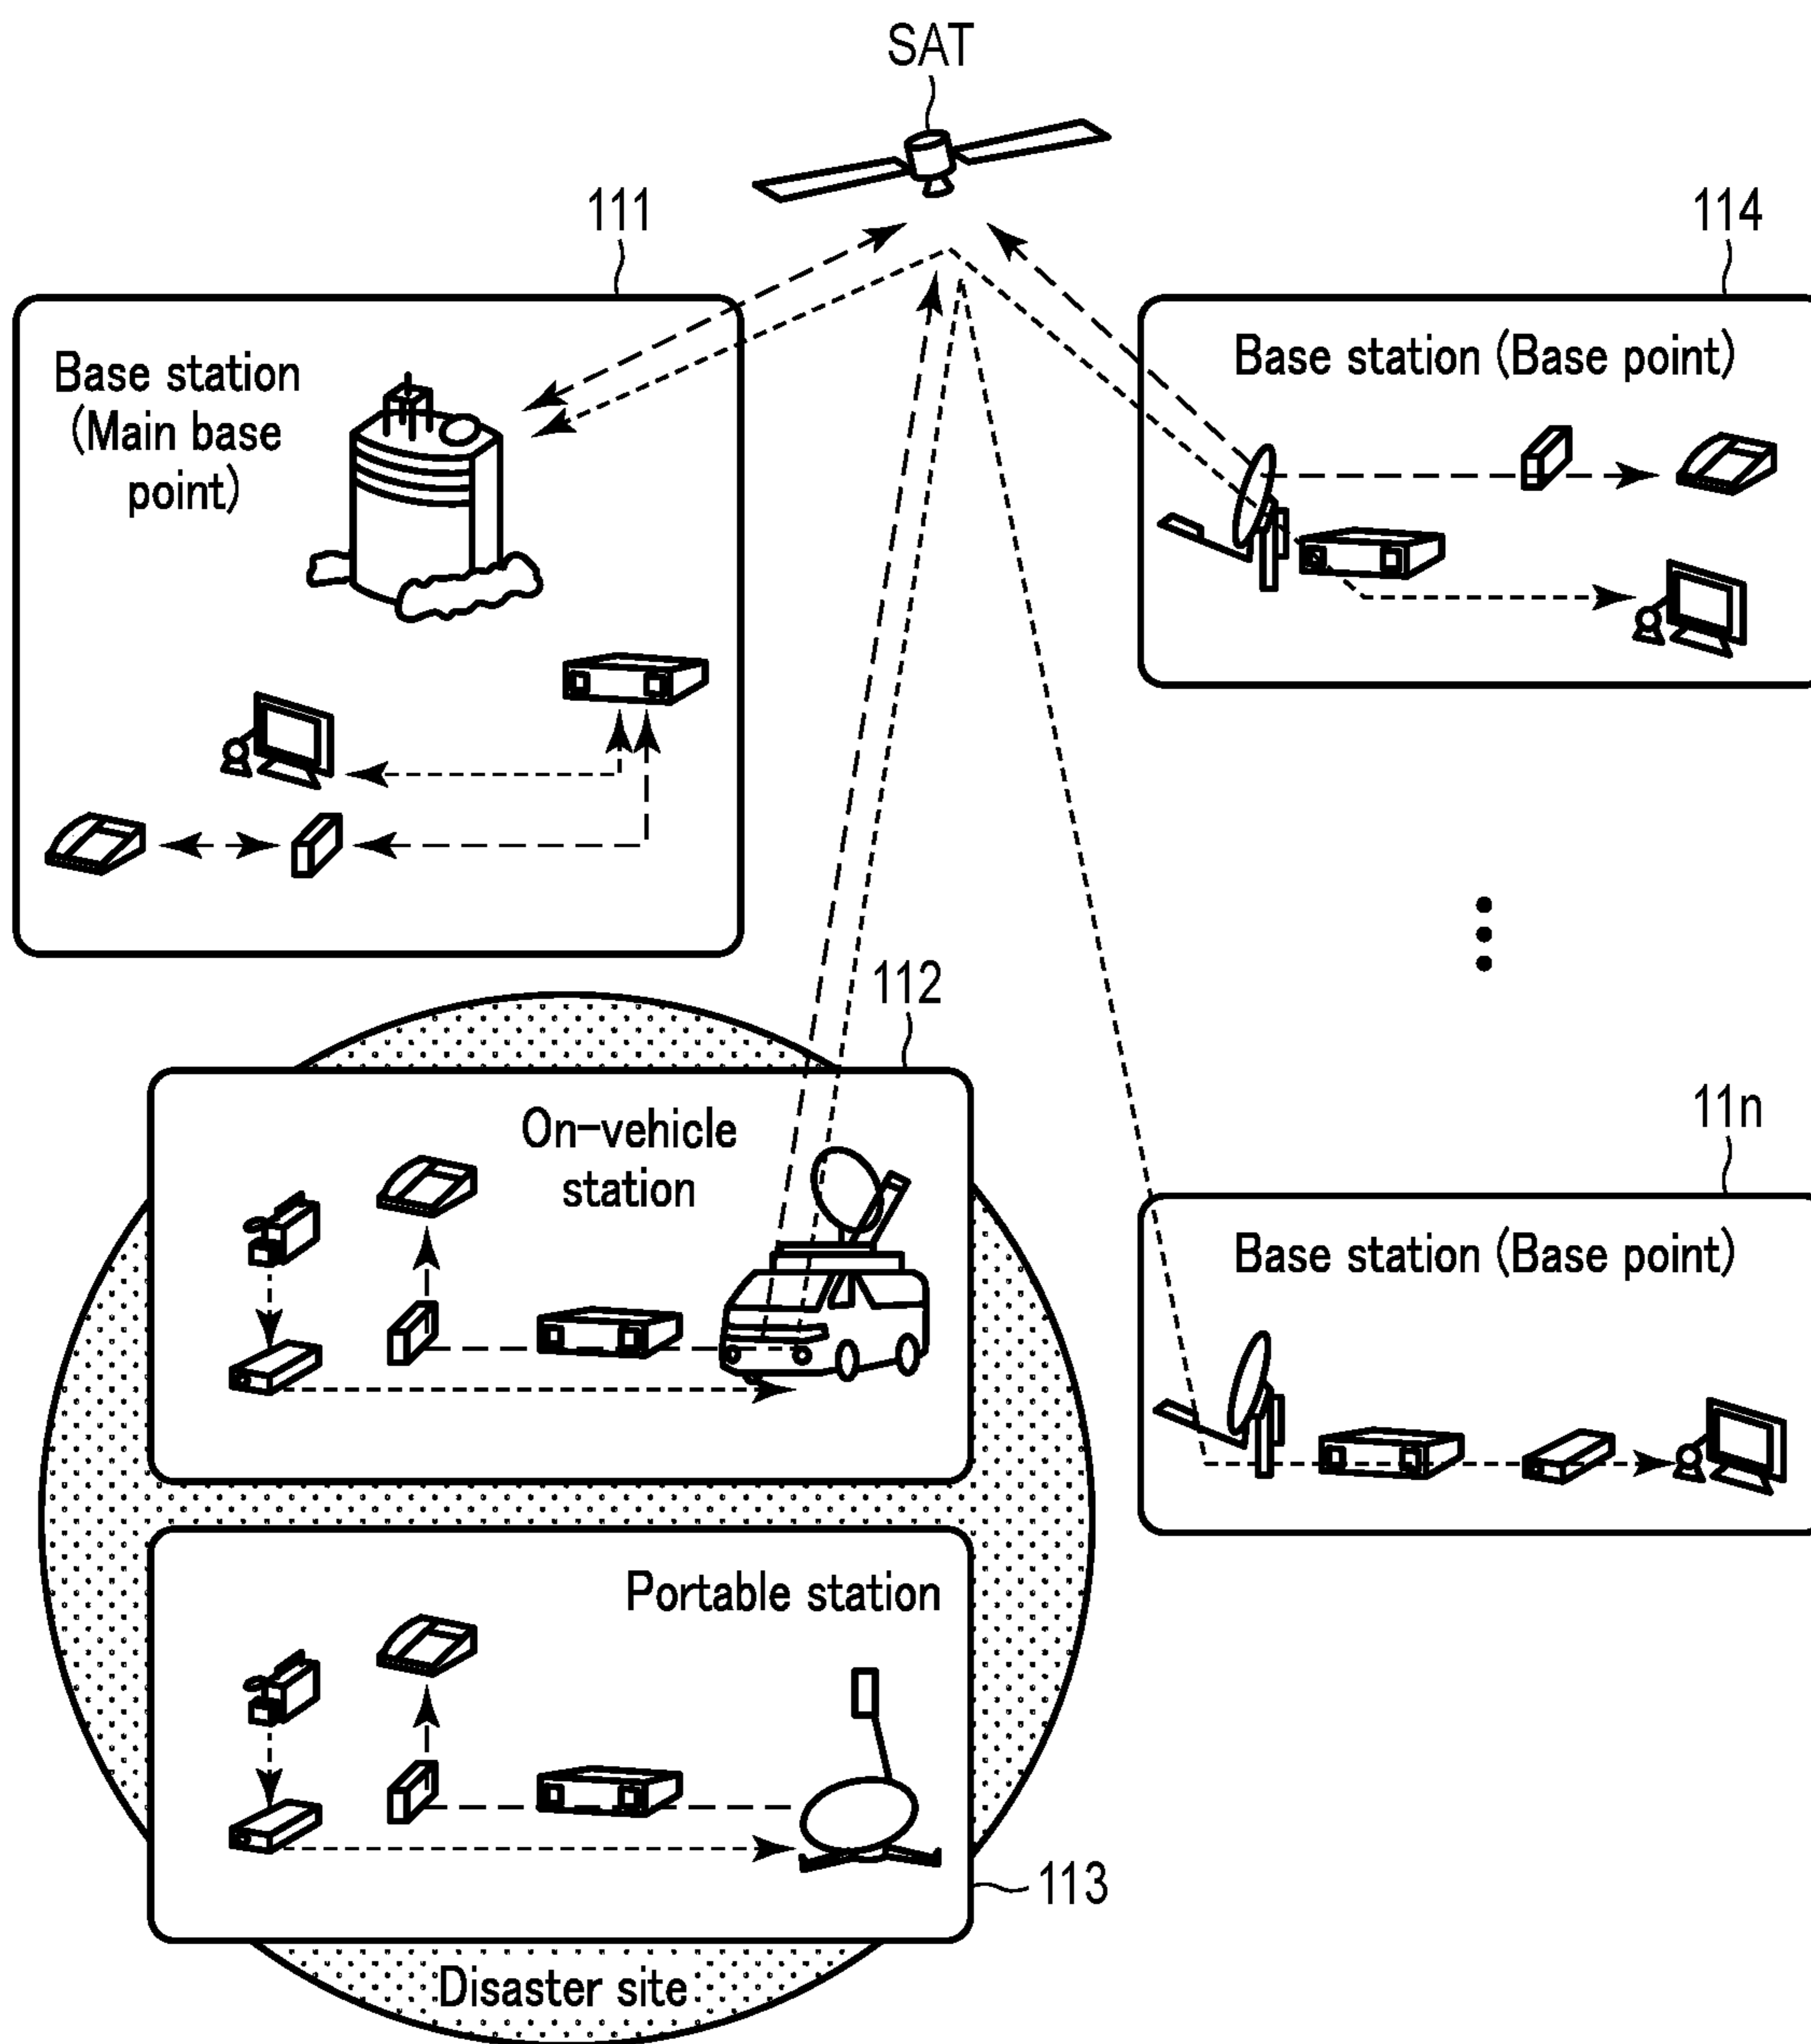 SAT
111
114
Base station
(Main base
point)
Base station (Base point)
112
On-vehicle
station
11n
Base station (Base point)
Portable station
113
Disaster site